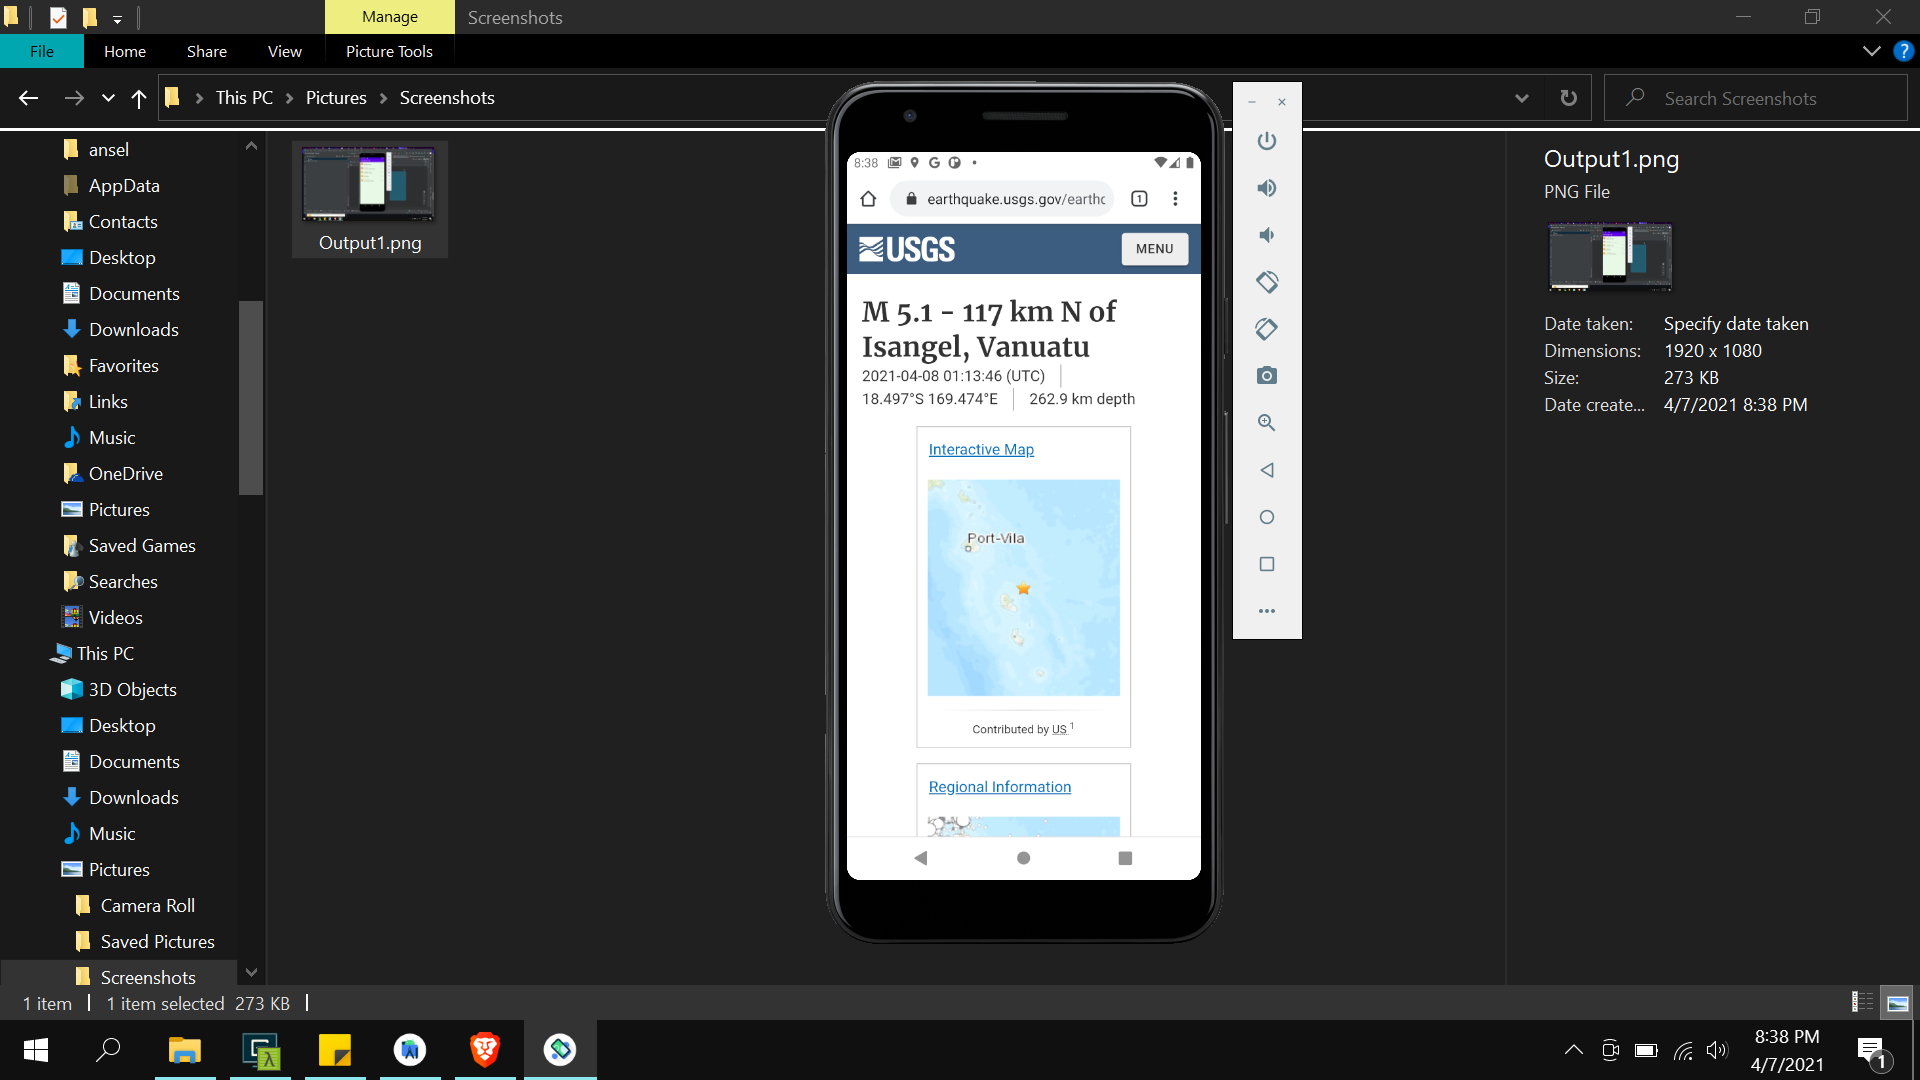 Manage
Screenshots
File
Home
Share
View
Picture Tools
?
This PC
Pictures
Screenshots
Search Screenshots
ansel
AppData
Contacts
Desktop
Documents
Downloads
Favorites
Links
Music
OneDrive
Pictures
Saved Games
Searches
Videos
This PC
3D Objects
Desktop
Documents
Downloads
Music
Pictures
Camera Roll
Saved Pictures
Screenshots
Output1.png
8:38
earthquake.usgs.gov/earthq
1
USGS
MENU
M 5.1 - 117 km N of
Isangel, Vanuatu
2021-04-08 01:13:46 (UTC)
18.497°S 169.474°E
262.9 km depth
Interactive Map
Port-Vila
Contributed by US 1
Regional Information
Output1.png
PNG File
Date taken: Specify date taken
Dimensions: 1920 x 1080
Size: 273 KB
Date create... 4/7/2021 8:38 PM
1 item
1 item selected 273 KB
8:38 PM
4/7/2021
1